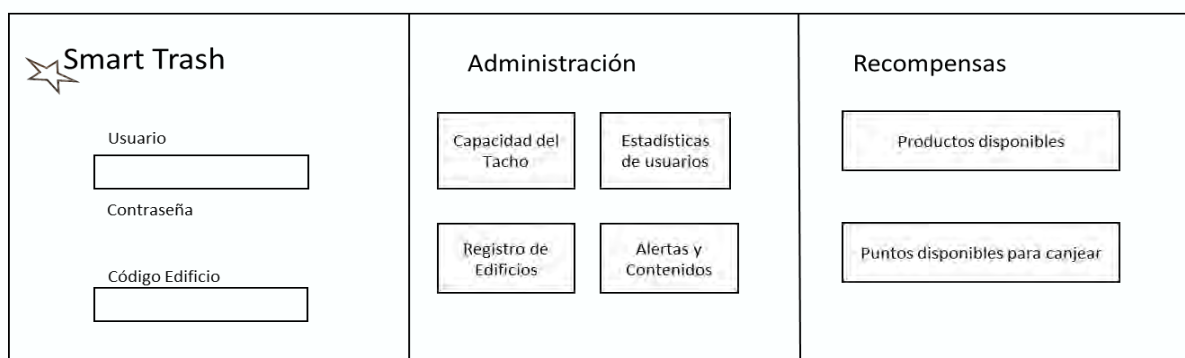 Smart Trash
Usuario
Contraseña
Código Edificio
Administración
Capacidad del
Tacho
Estadísticas
de usuarios
Registro de
Edificios
Alertas y
Contenidos
Recompensas
Productos disponibles
Puntos disponibles para canjear